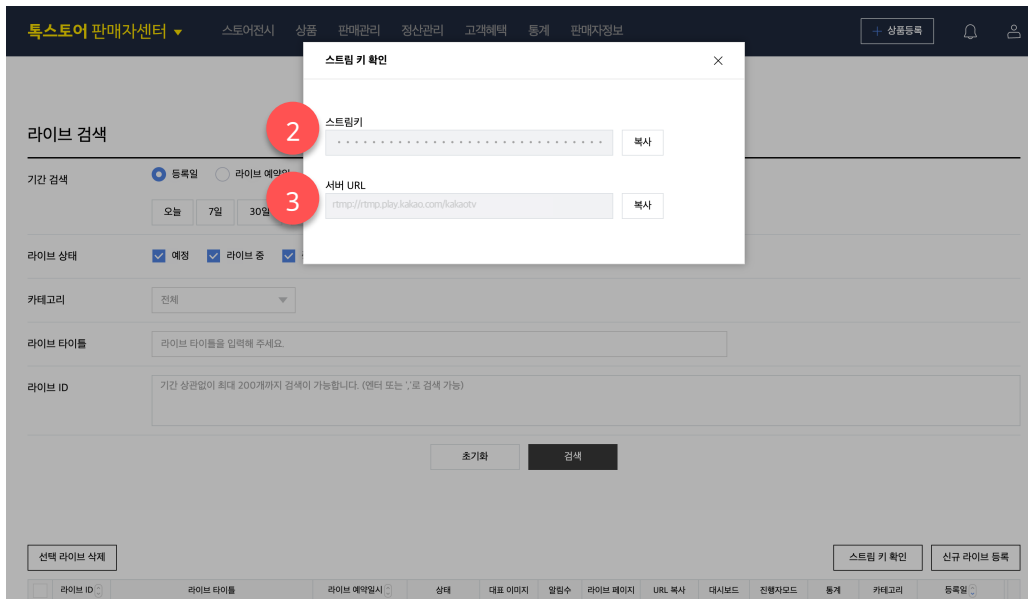 톡스토어 판매자센터 ▼ 스토어전시 상품 판매관리 정산관리 고객혜택 통계 판매자정보 + 상품등록
스트림 키 확인 ×
라이브 검색
2
스트림키
• • • • • • • • • • • • • • • • • • • • • • • • • • • • • • • 복사
기간 검색 등록일 라이브 예약일
3
서버 URL
오늘 7일 30일
rtmp://rtmp.play.kakao.com/kakaotv 복사
라이브 상태 예정 라이브 중
카테고리 전체
라이브 타이틀 라이브 타이틀을 입력해 주세요.
라이브 ID 기간 상관없이 최대 200개까지 검색이 가능합니다. (엔터 또는 ','로 검색 가능)
초기화 검색
선택 라이브 삭제 스트림 키 확인 신규 라이브 등록
라이브 ID 라이브 타이틀 라이브 예약일시 상태 대표 이미지 알림수 라이브 페이지 URL 복사 대시보드 진행자모드 통계 카테고리 등록일